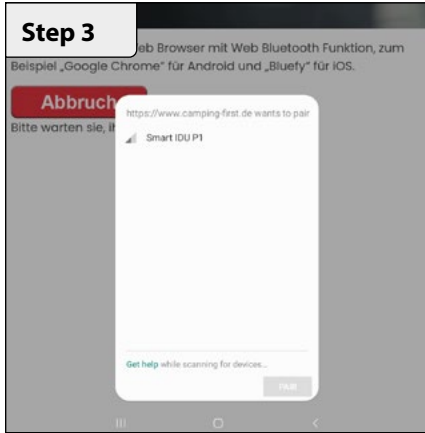 Step 3
eb Browser mit Web Bluetooth Funktion, zum
Beispiel „Google Chrome“ für Android und „Bluefy“ für iOS.
Abbruch
Bitte warten sie, ih
https://www.camping-first.de wants to pair
Smart IDU P1
Get help while scanning for devices...
PAIR